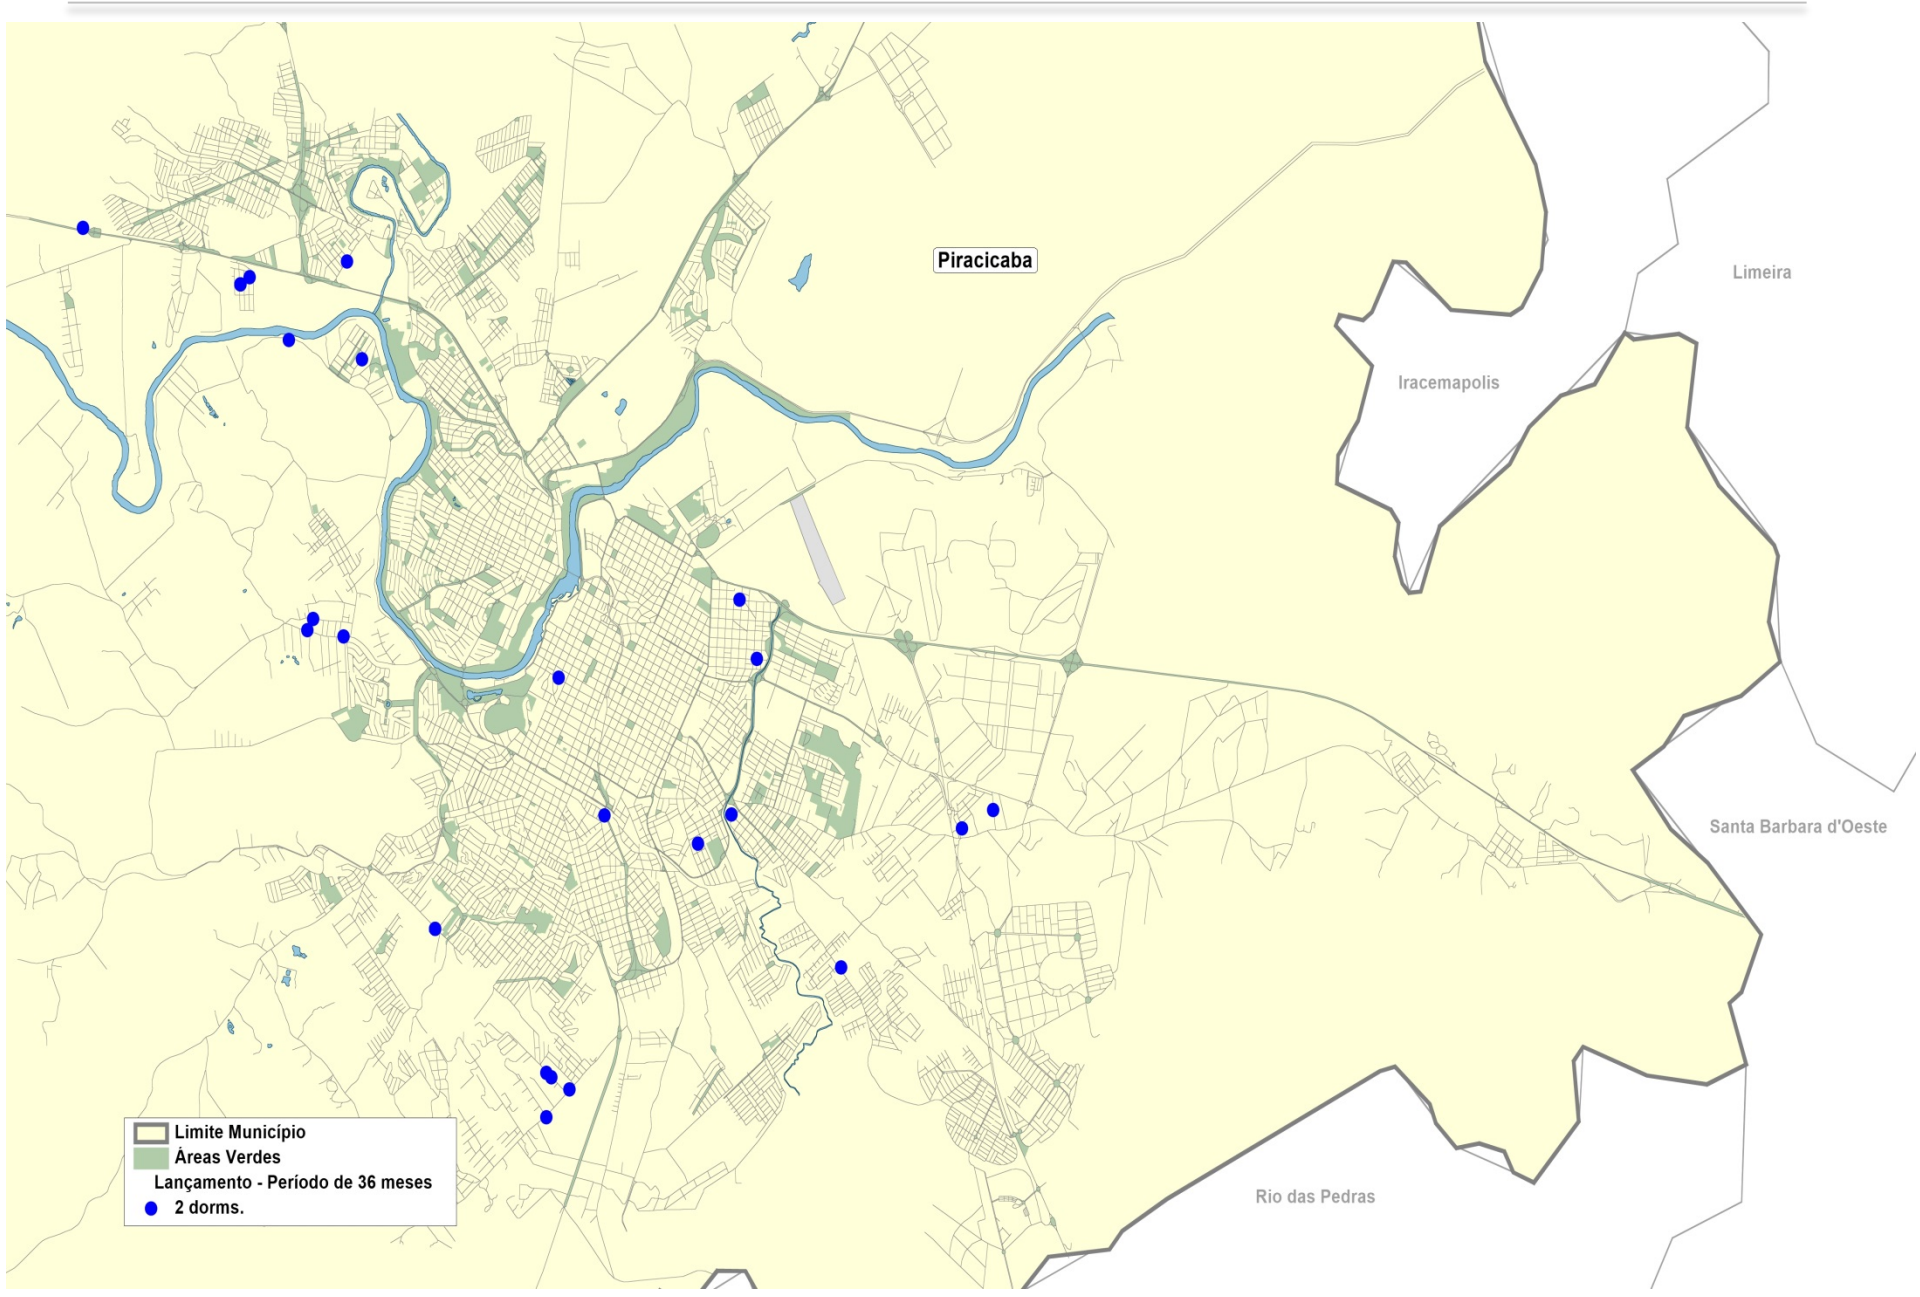 Piracicaba
Limeira
Iracemapolis
Santa Barbara d'Oeste
Rio das Pedras
Limite Município
Áreas Verdes
Lançamento - Período de 36 meses
2 dorms.